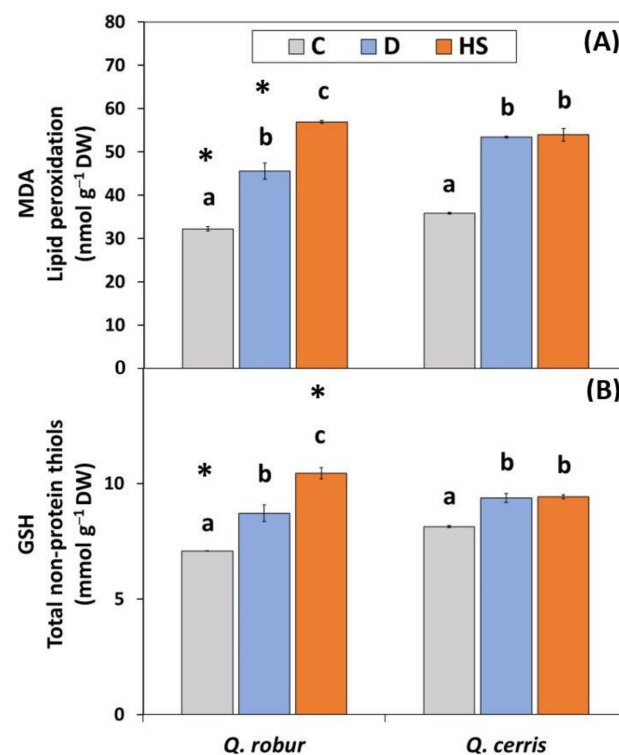 80
70
60
50
40
30
20
10
0
MDA
Lipid peroxidation
(nmol g⁻¹ DW)
C D HS
(A)
* * c b b
b
a a
(B)
10
5
0
GSH
Total non-protein thiols
(mmol g⁻¹ DW)
*
* b c b b
a a
Q. robur Q. cerris